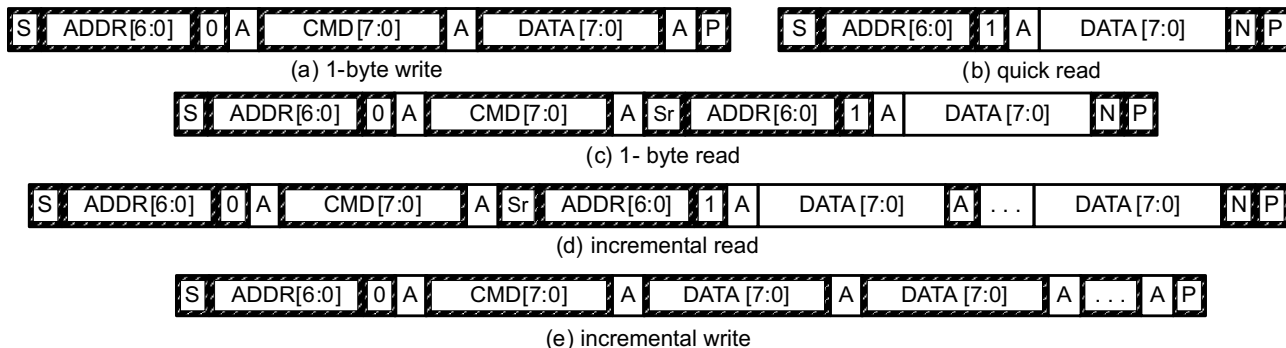 S ADDR[6:0] 0 A CMD[7:0] A DATA [7:0] A P
(a) 1-byte write
S ADDR[6:0] 1 A DATA [7:0] N P
(b) quick read
S ADDR[6:0] 0 A CMD[7:0] A Sr ADDR[6:0] 1 A DATA [7:0] N P
(c) 1- byte read
S ADDR[6:0] 0 A CMD[7:0] A Sr ADDR[6:0] 1 A DATA [7:0] A . . . DATA [7:0] N P
(d) incremental read
S ADDR[6:0] 0 A CMD[7:0] A DATA [7:0] A DATA [7:0] A . . . A P
(e) incremental write